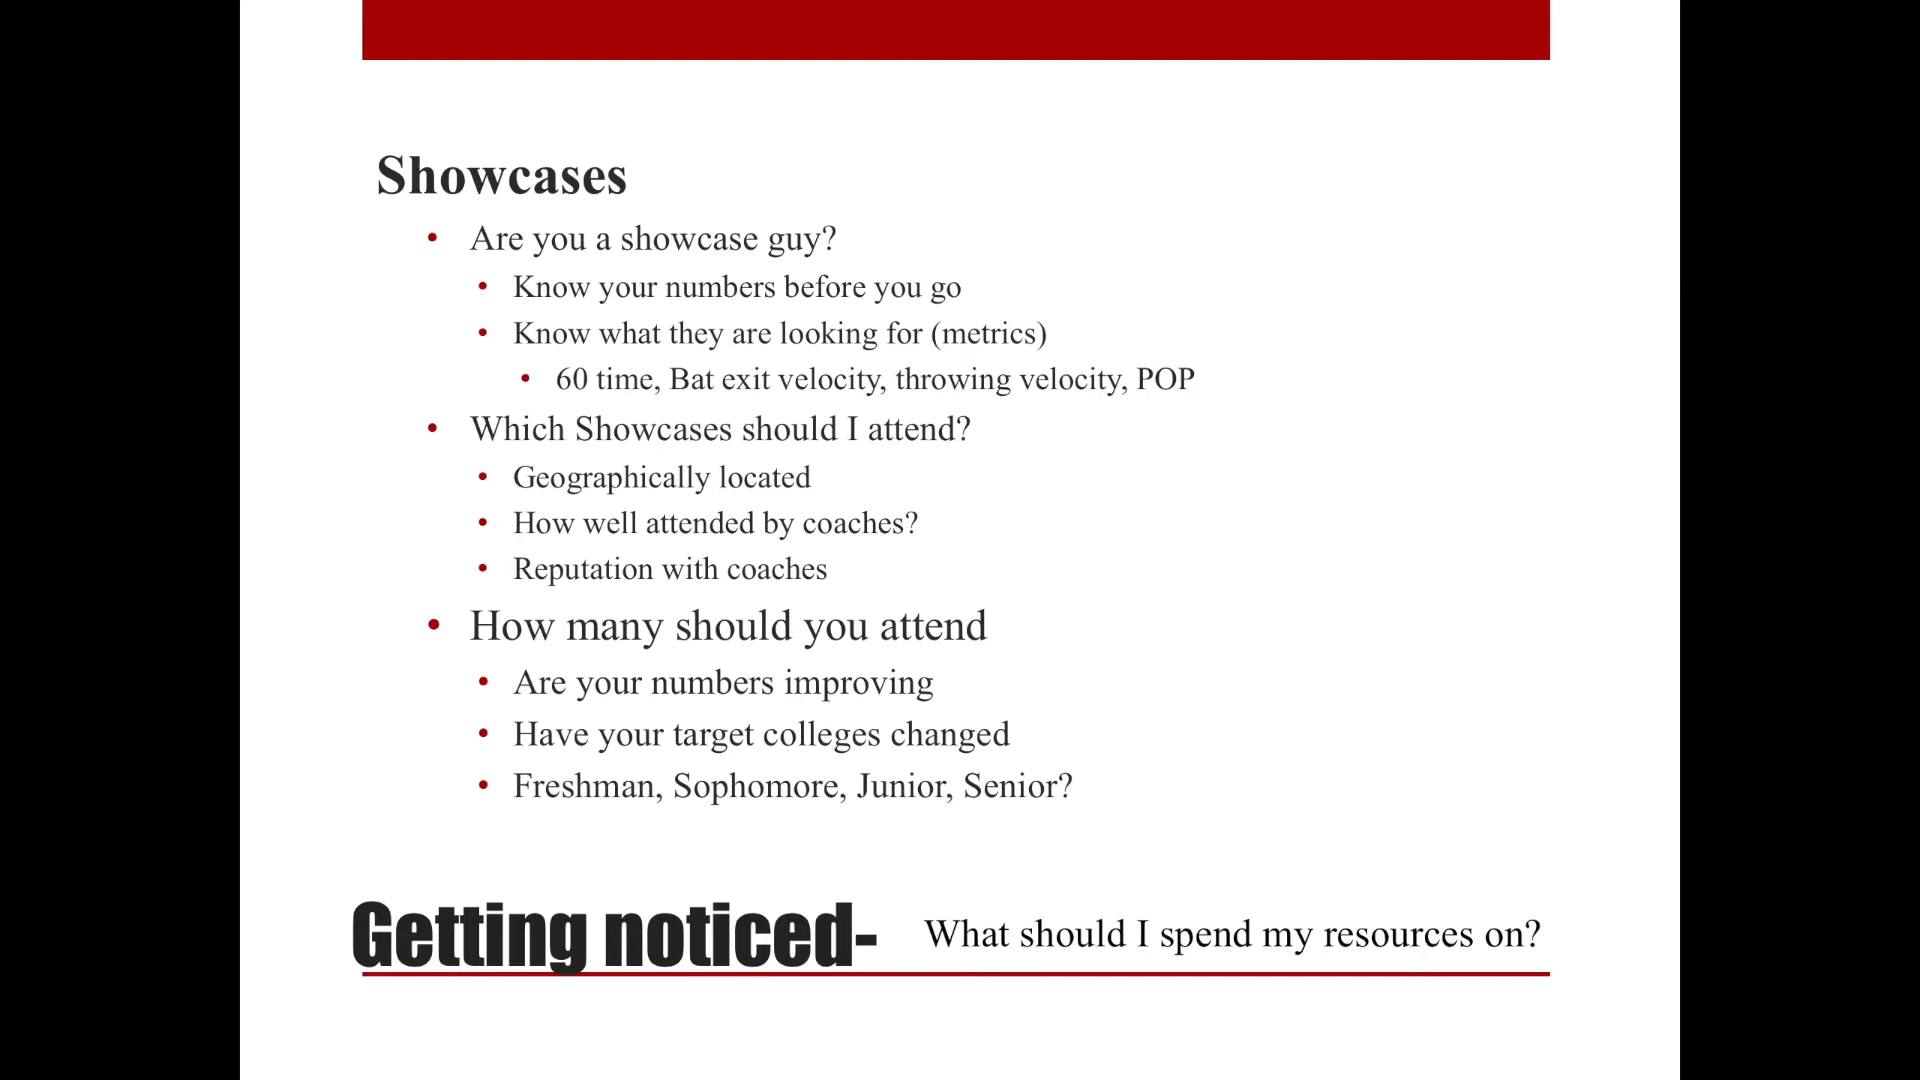 Showcases
• Are you a showcase guy?
• Know your numbers before you go
• Know what they are looking for (metrics)
• 60 time, Bat exit velocity, throwing velocity, POP
• Which Showcases should I attend?
• Geographically located
• How well attended by coaches?
• Reputation with coaches
• How many should you attend
• Are your numbers improving
• Have your target colleges changed
• Freshman, Sophomore, Junior, Senior?
Getting noticed- What should I spend my resources on?